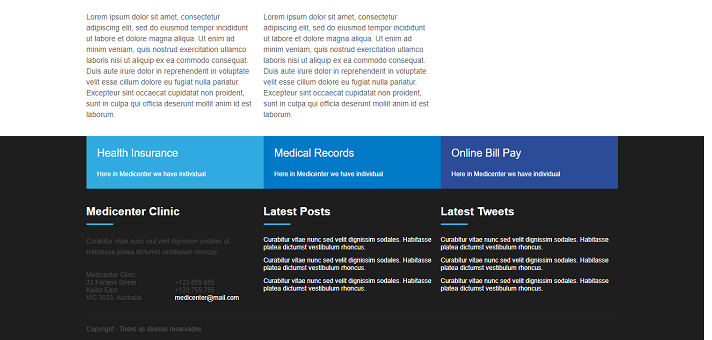 Lorem ipsum dolor sit amet, consectetur
adipiscing elit, sed do eiusmod tempor incididunt
ut labore et dolore magna aliqua. Ut enim ad
minim veniam, quis nostrud exercitation ullamco
laboris nisi ut aliquip ex ea commodo consequat.
Duis aute irure dolor in reprehenderit in voluptate
velit esse cillum dolore eu fugiat nulla pariatur.
Excepteur sint occaecat cupidatat non proident,
sunt in culpa qui officia deserunt mollit anim id est
laborum.
Lorem ipsum dolor sit amet, consectetur
adipiscing elit, sed do eiusmod tempor incididunt
ut labore et dolore magna aliqua. Ut enim ad
minim veniam, quis nostrud exercitation ullamco
laboris nisi ut aliquip ex ea commodo consequat.
Duis aute irure dolor in reprehenderit in voluptate
velit esse cillum dolore eu fugiat nulla pariatur.
Excepteur sint occaecat cupidatat non proident,
sunt in culpa qui officia deserunt mollit anim id est
laborum.
Health Insurance
Here in Medicenter we have individual
Medical Records
Here in Medicenter we have individual
Online Bill Pay
Here in Medicenter we have individual
Medicenter Clinic
Curabitur vitae nunc sed velit dignissim sodales ut.
Habitasse platea dictumst vestibulum rhoncus.
Medicenter Clinic
33 Farlane Street
Keilor East
VIC 3033, Australia
+123 655 655
+123 755 755
medicenter@mail.com
Latest Posts
Curabitur vitae nunc sed velit dignissim sodales. Habitasse
platea dictumst vestibulum rhoncus.
Curabitur vitae nunc sed velit dignissim sodales. Habitasse
platea dictumst vestibulum rhoncus.
Curabitur vitae nunc sed velit dignissim sodales. Habitasse
platea dictumst vestibulum rhoncus.
Latest Tweets
Curabitur vitae nunc sed velit dignissim sodales. Habitasse
platea dictumst vestibulum rhoncus.
Curabitur vitae nunc sed velit dignissim sodales. Habitasse
platea dictumst vestibulum rhoncus.
Curabitur vitae nunc sed velit dignissim sodales. Habitasse
platea dictumst vestibulum rhoncus.
Copyright - Todos os direitos reservados